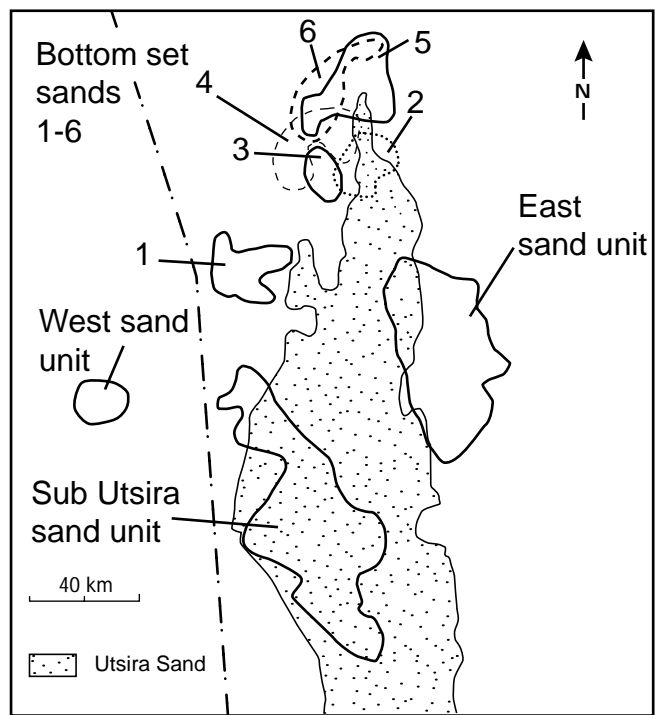 Bottom set
sands
1-6
6
5
4
2
3
N
East
sand unit
1
West sand
unit
Sub Utsira
sand unit
40 km
Utsira Sand